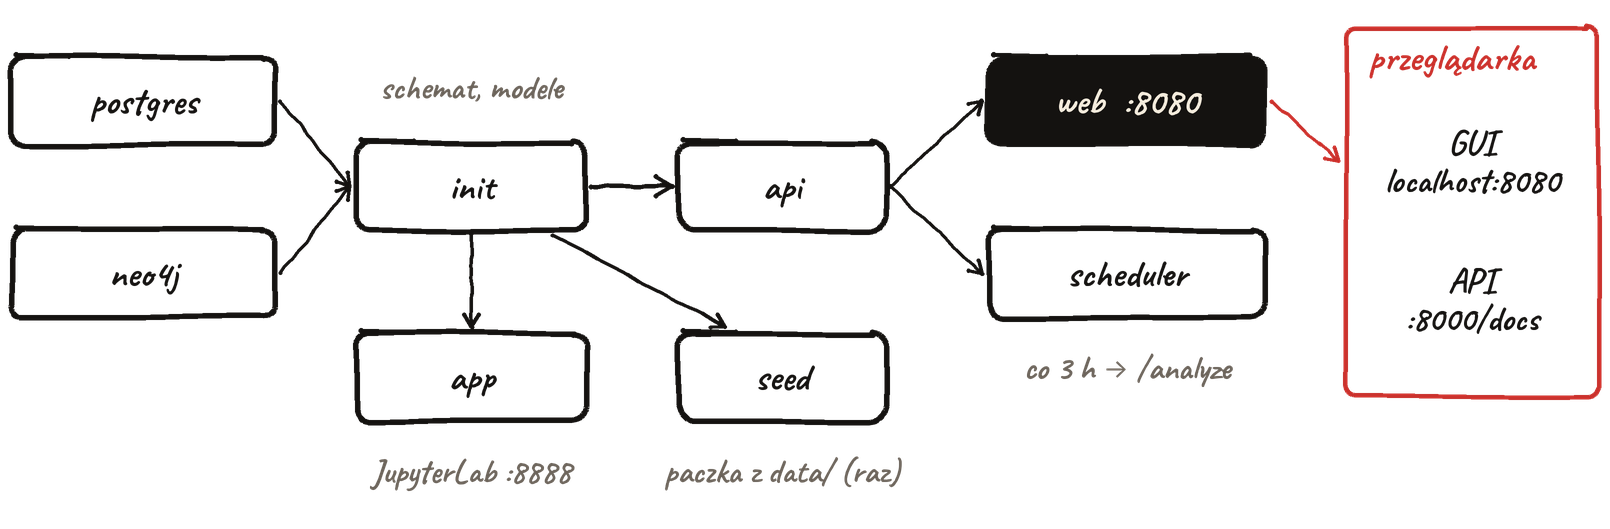 postgres
neo4j
schemat, modele
init
api
app
JupyterLab :8888
seed
paczka z data/ (raz)
web :8080
scheduler
co 3 h → /analyze
przeglądarka
GUI
localhost:8080
API
:8000/docs